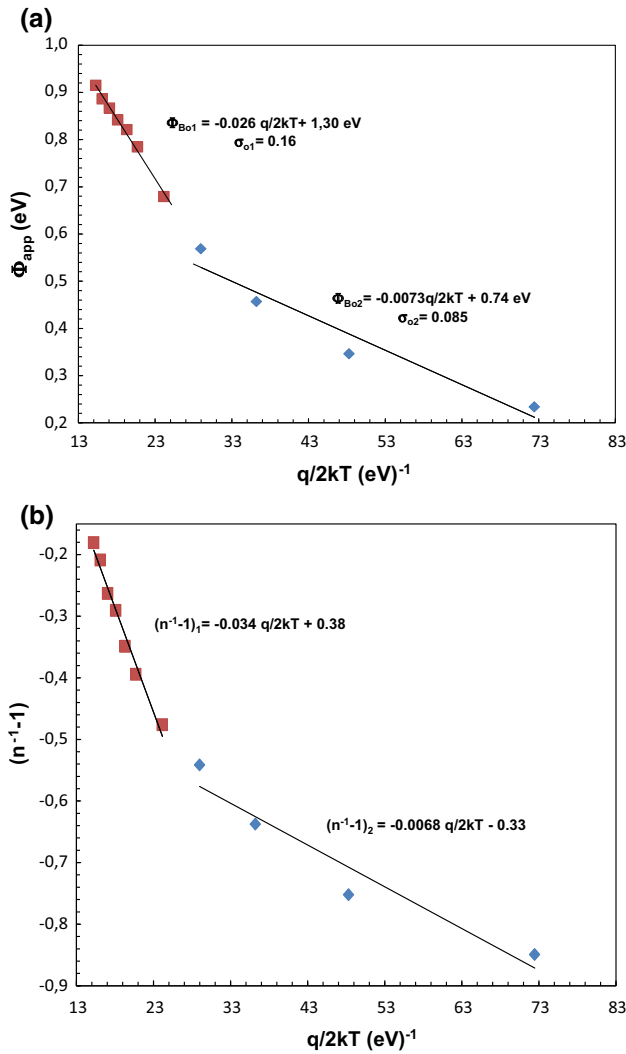 (a)
1,0
0,9
0,8
0,7
0,6
0,5
0,4
0,3
0,2
Φapp (eV)
ΦBo1 = -0.026 q/2kT+ 1,30 eV
σo1= 0.16
ΦBo2= -0.0073q/2kT + 0.74 eV
σo2= 0.085
13 23 33 43 53 63 73 83
q/2kT (eV)-1
(b)
-0,2
-0,3
-0,4
-0,5
-0,6
-0,7
-0,8
-0,9
(n-1-1)
(n-1-1)1 = -0.034 q/2kT + 0.38
(n-1-1)2 = -0.0068 q/2kT - 0.33
13 23 33 43 53 63 73 83
q/2kT (eV)-1